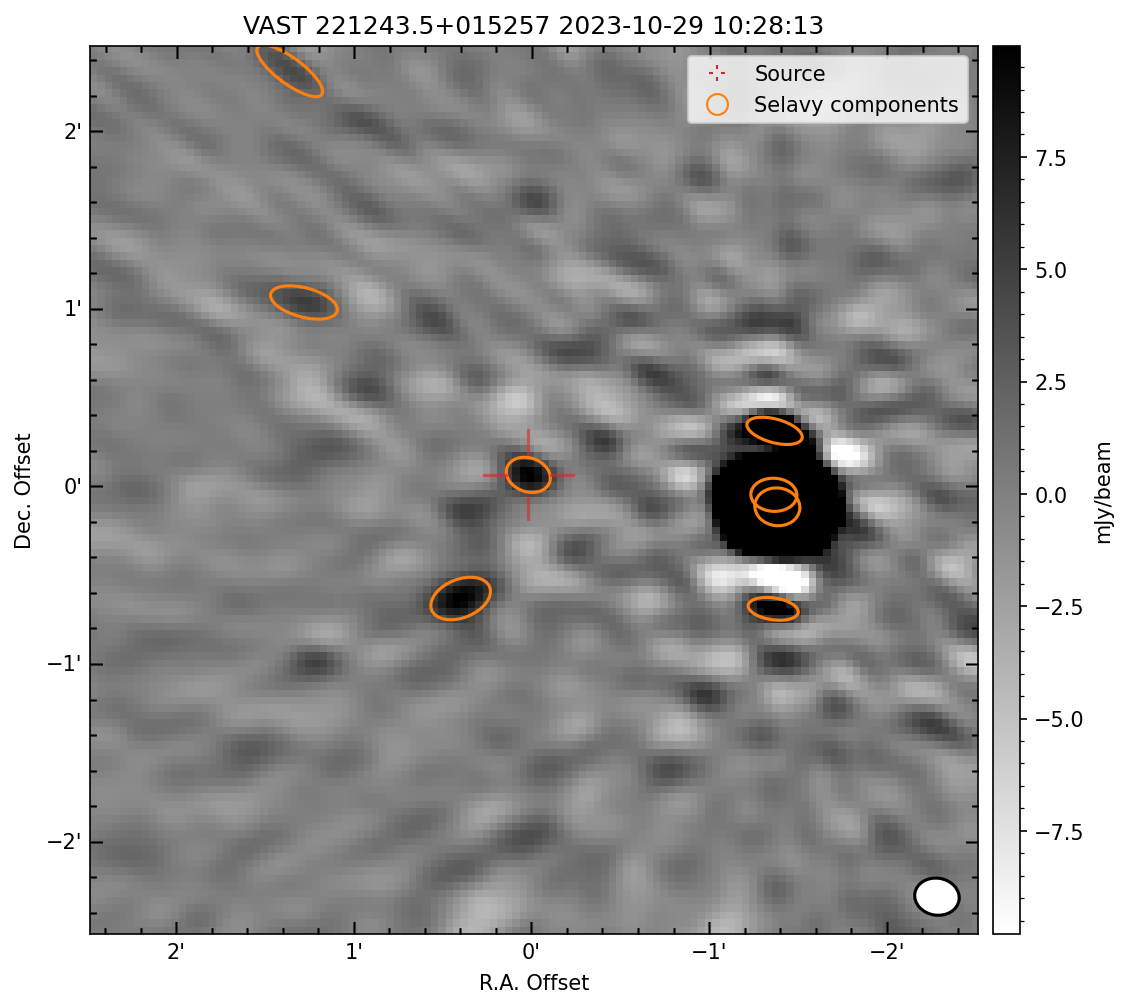 VAST 221243.5+015257 2023-10-29 10:28:13
Source
Selavy components
2'
1'
0'
−1'
−2'
Dec. Offset
2'
1'
0'
−1'
−2'
R.A. Offset
7.5
5.0
2.5
0.0
−2.5
−5.0
−7.5
mJy/beam